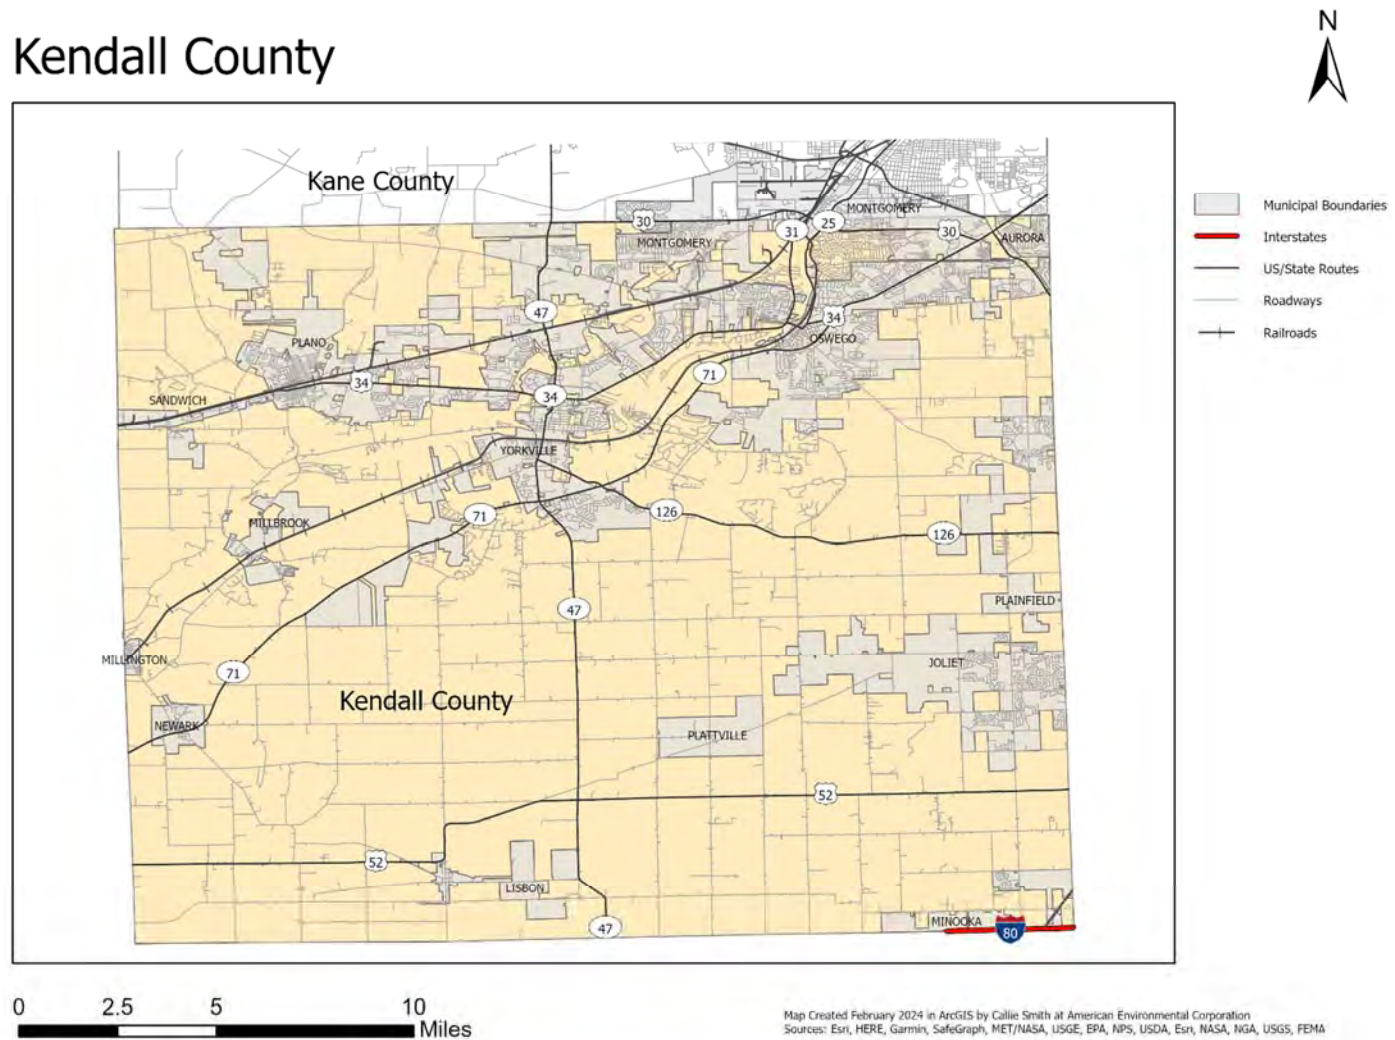 N
Kendall County
Kane County
MONTGOMERY
30
31
25
30
MONTGOMERY
AURORA
47
34
OSWEGO
PLANO
71
34
34
SANDWICH
YORKVILLE
71
126
MILLBROOK
126
47
PLAINFIELD
MILLINGTON
71
JOLIET
Kendall County
NEWARK
PLATTVILLE
52
52
LISBON
47
MINOOKA
80
Municipal Boundaries
Interstates
US/State Routes
Roadways
Railroads
0 2.5 5 10
Miles
Map Created February 2024 in ArcGIS by Callie Smith at American Environmental Corporation
Sources: Esri, HERE, Garmin, SafeGraph, MET/NASA, USGE, EPA, NPS, USDA, Esri, NASA, NGA, USGS, FEMA